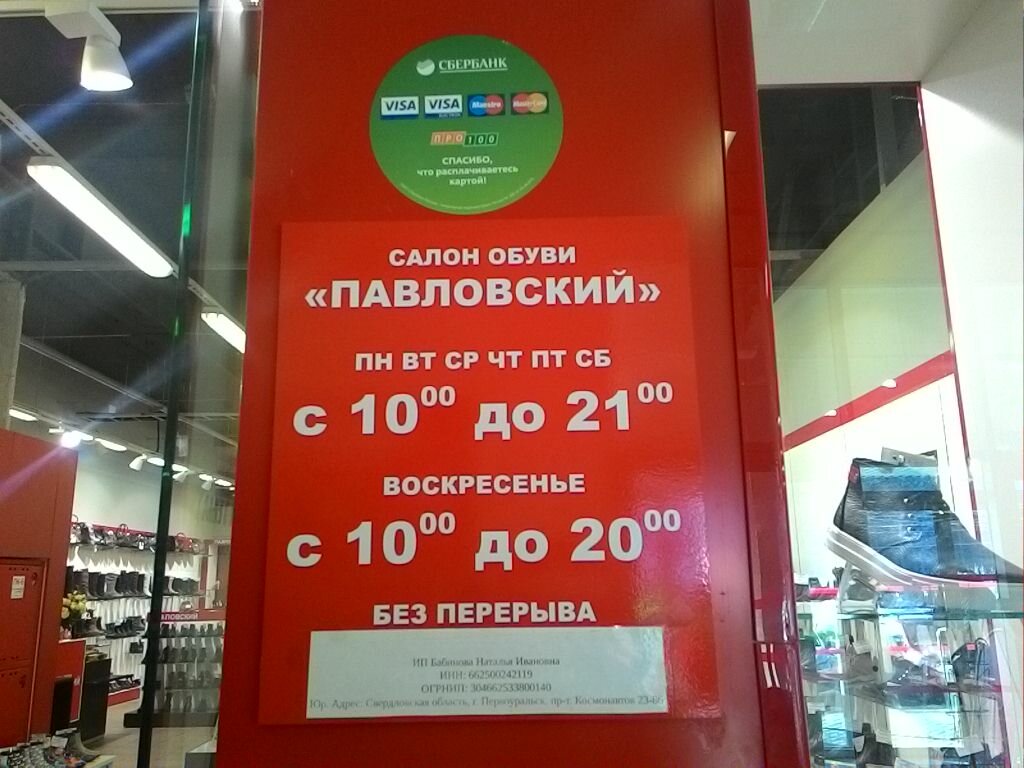 СБЕРБАНК
VISA VISA Maestro MasterCard
ПРО100
СПАСИБО,
что расплачиваетесь
картой!
САЛОН ОБУВИ
«ПАВЛОВСКИЙ»
ПН ВТ СР ЧТ ПТ СБ
с 10⁰⁰ до 21⁰⁰
ВОСКРЕСЕНЬЕ
с 10⁰⁰ до 20⁰⁰
БЕЗ ПЕРЕРЫВА
ИП Бабинова Наталья Ивановна
ИНН: 662500242119
ОГРНИП: 304662533800140
Юр. Адрес: Свердловская область, г. Первоуральск, пр-т. Космонавтов 23-66